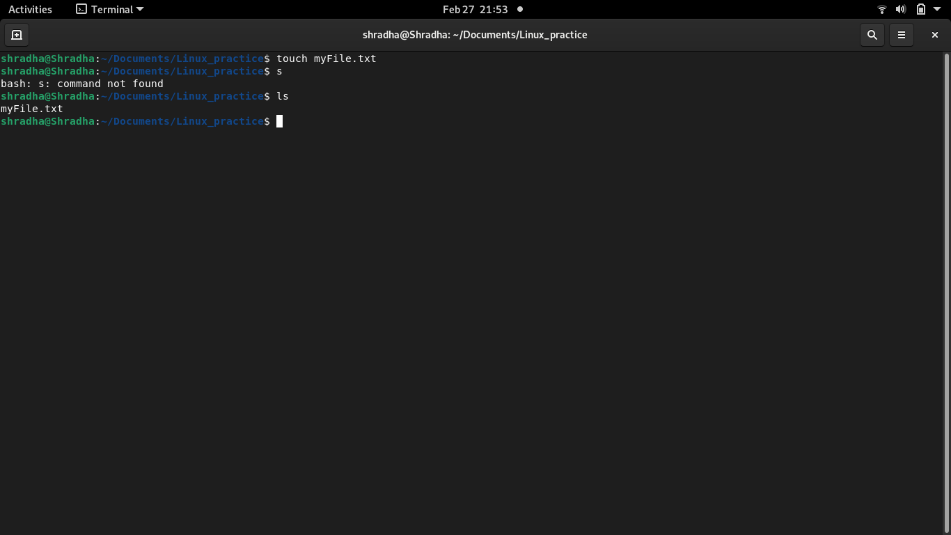 Activities Terminal Feb 27 21:53
shradha@Shradha: ~/Documents/Linux_practice
shradha@Shradha:~/Documents/Linux_practice$ touch myFile.txt
shradha@Shradha:~/Documents/Linux_practice$ s
bash: s: command not found
shradha@Shradha:~/Documents/Linux_practice$ ls
myFile.txt
shradha@Shradha:~/Documents/Linux_practice$